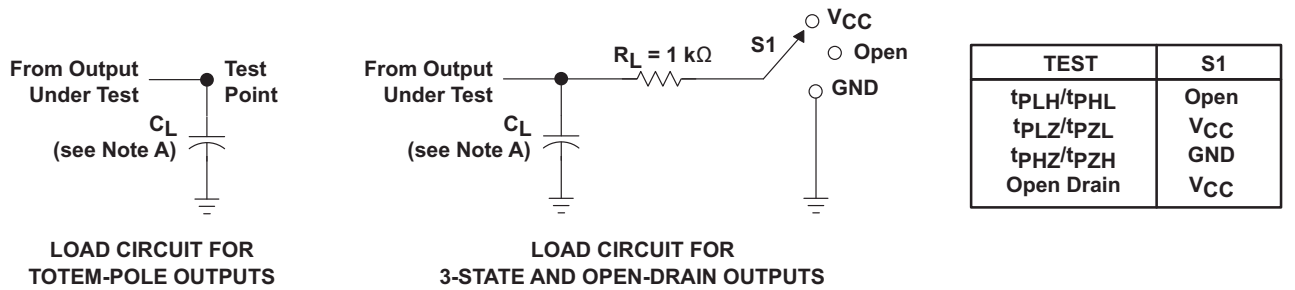 From Output
Under Test
Test
Point
CL
(see Note A)
LOAD CIRCUIT FOR
TOTEM-POLE OUTPUTS
From Output
Under Test
RL = 1 kΩ
S1
VCC
Open
GND
CL
(see Note A)
LOAD CIRCUIT FOR
3-STATE AND OPEN-DRAIN OUTPUTS
TEST S1
tPLH/tPHL Open
tPLZ/tPZL VCC
tPHZ/tPZH GND
Open Drain VCC